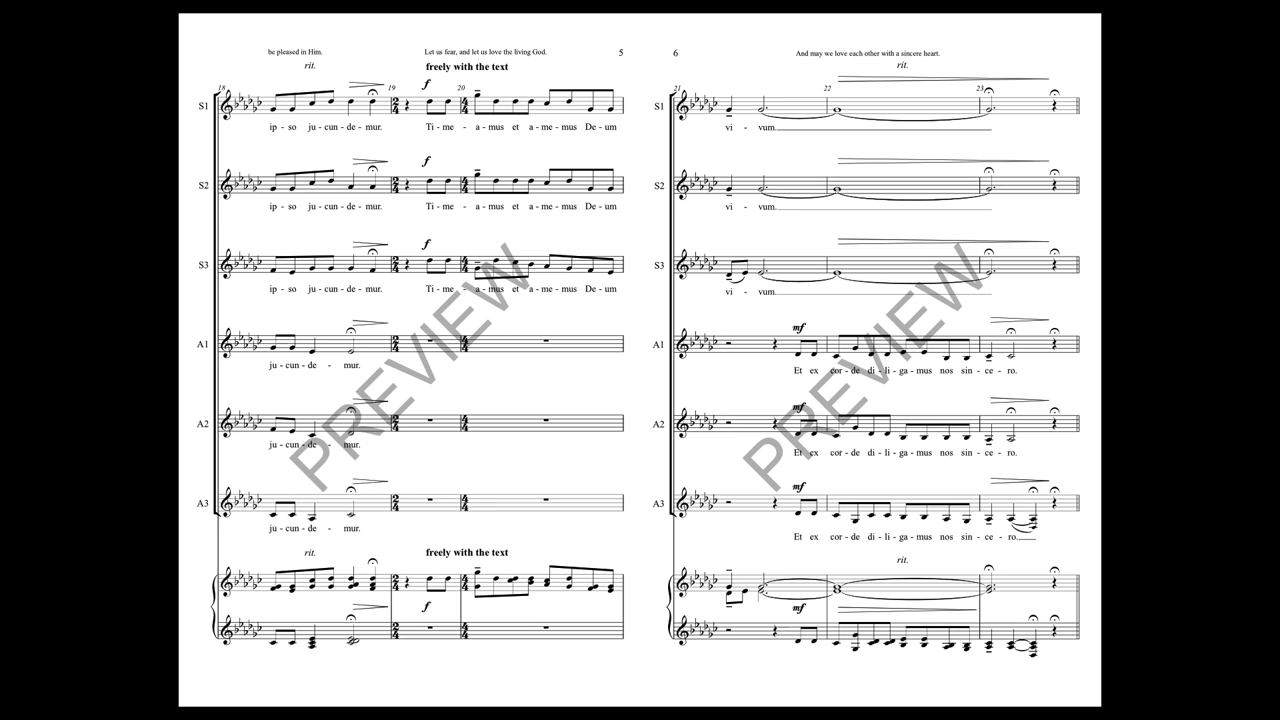 be pleased in Him. Let us fear, and let us love the living God. 5
rit. freely with the text
18 19 20
f
S1
ip - so ju - cun - de - mur. Ti - me - a - mus et a - me - mus De - um
f
S2
ip - so ju - cun - de - mur. Ti - me - a - mus et a - me - mus De - um
f
S3
ip - so ju - cun - de - mur. Ti - me - a - mus et a - me - mus De - um
A1
ju - cun - de - mur.
A2
ju - cun - de - mur.
A3
ju - cun - de - mur.
rit. freely with the text
f
PREVIEW
6 And may we love each other with a sincere heart.
rit.
21 22 23
S1
vi - vum.
S2
vi - vum.
S3
vi - vum.
mf
A1
Et ex cor - de di - li - ga - mus nos sin - ce - ro.
mf
A2
Et ex cor - de di - li - ga - mus nos sin - ce - ro.
mf
A3
Et ex cor - de di - li - ga - mus nos sin - ce - ro.
rit.
mf
PREVIEW